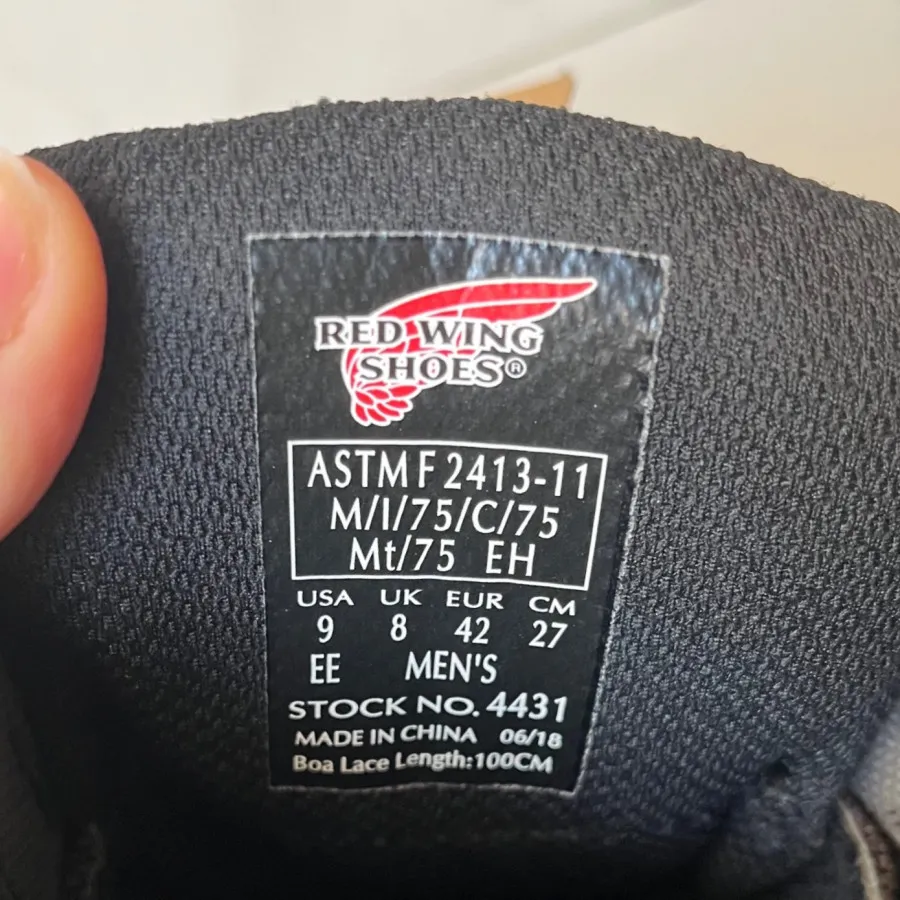 RED WING
SHOES®
ASTM F 2413-11
M/I/75/C/75
Mt/75 EH
USA UK EUR CM
9 8 42 27
EE MEN'S
STOCK NO. 4431
MADE IN CHINA 06/18
Boa Lace Length:100CM